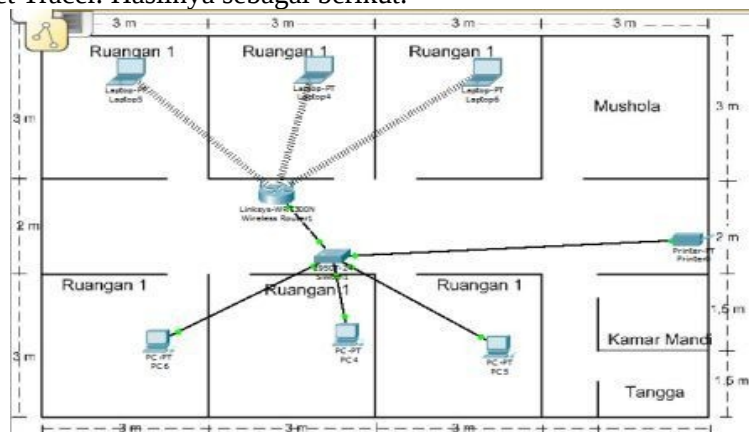 et Tracer. Hasilnya sebagai berikut:
3 m
3 m
3 m
3 m
Ruangan 1
Ruangan 1
Ruangan 1
Laptop-PT
Laptop5
Laptop-PT
Laptop4
Laptop-PT
Laptop6
Mushola
3 m
3 m
Linksys-WRT300N
Wireless Router1
2 m
2 m
Printer-PT
2950T-24
Ruangan 1
Ruangan 1
Ruangan 1
1,5 m
PC-PT
PC6
PC-PT
PC4
PC-PT
PC5
Kamar Mandi
3 m
1,5 m
Tangga
3 m
3 m
3 m
3 m